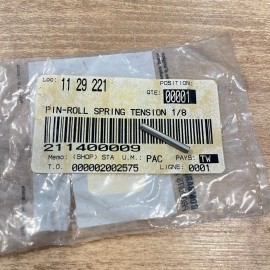 Loc: 11 29 221 POSITION:
QTE: 00001
PIN-ROLL SPRING TENSION 1/8
211400009
Memo: (SHOP) STA U.M.: PAC PAYS: TW
T.O. 000002002575 LIGNE: 0001